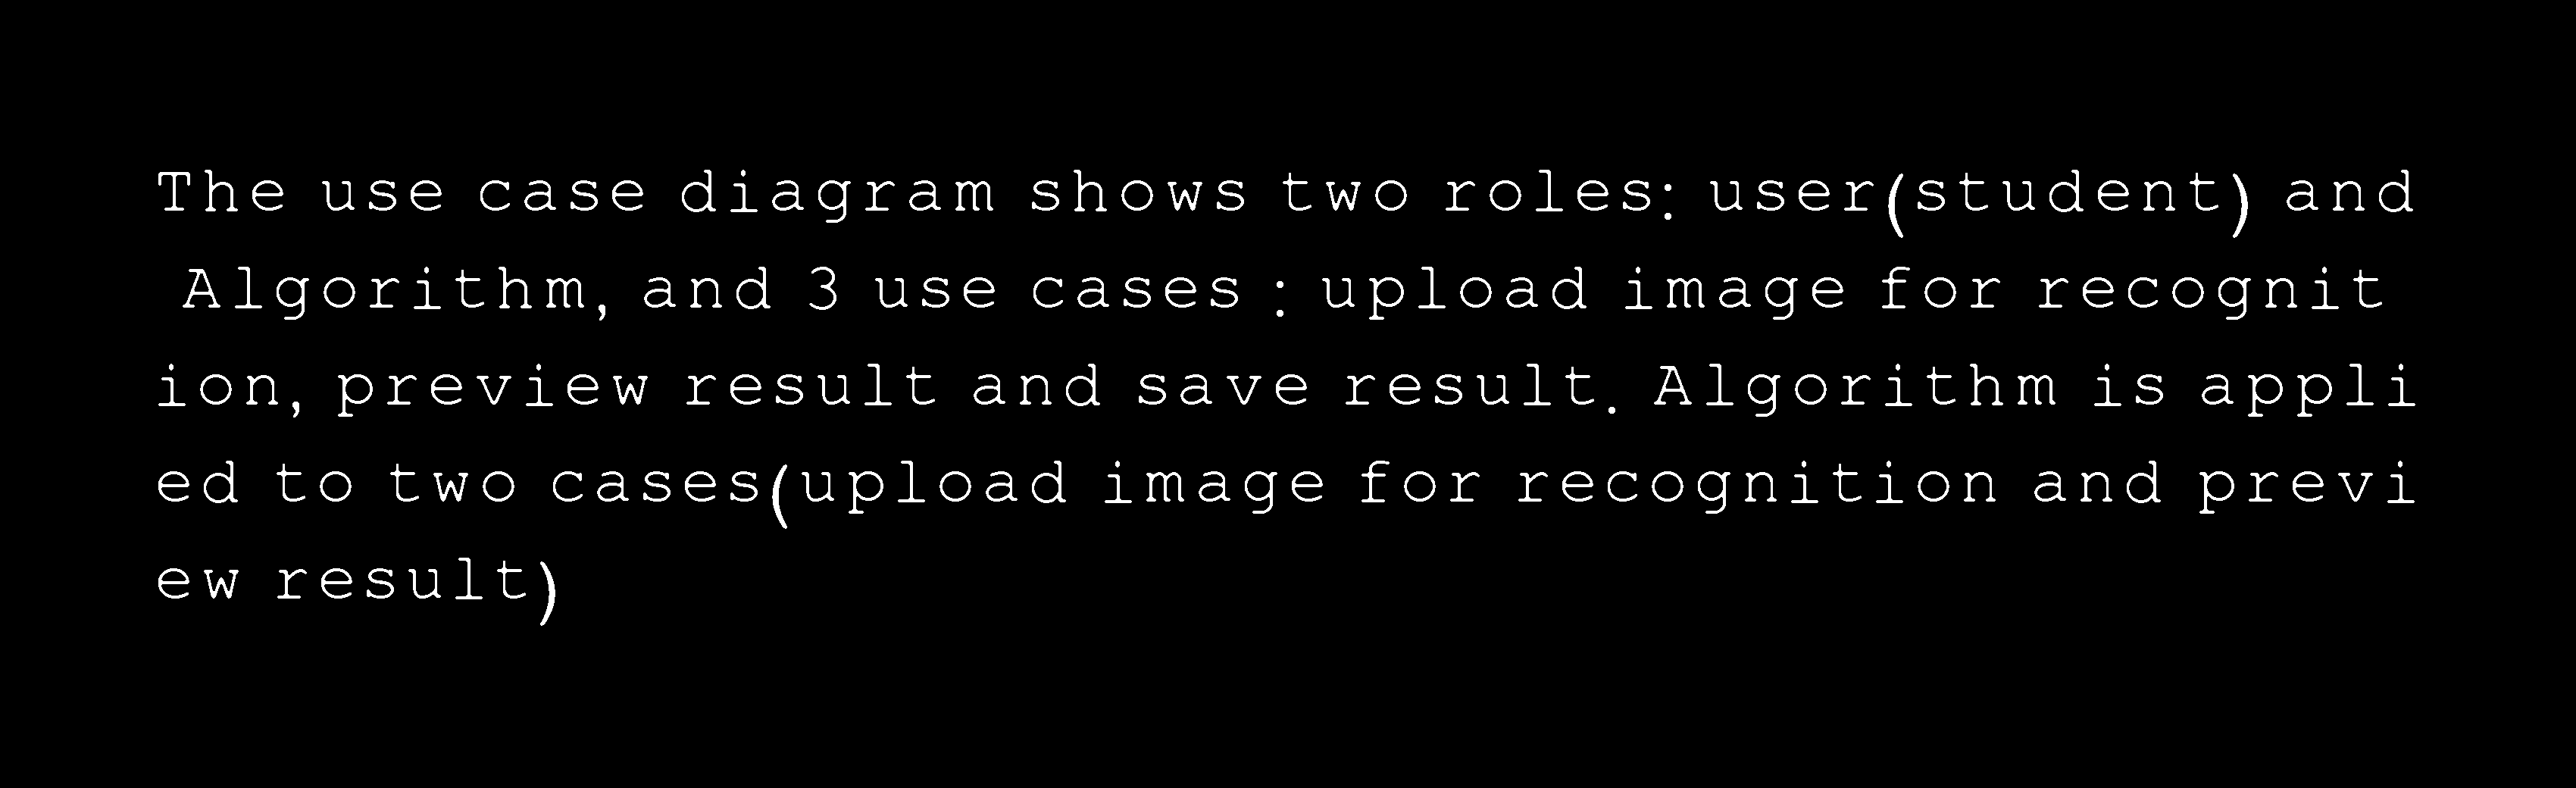 The use case diagram shows two roles: user(student) and
Algorithm, and 3 use cases : upload image for recognit
ion, preview result and save result. Algorithm is appli
ed to two cases(upload image for recognition and previ
ew result)